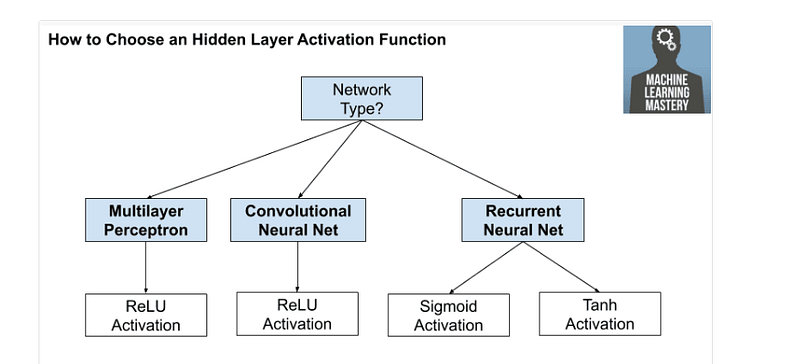 How to Choose an Hidden Layer Activation Function
MACHINE
LEARNING
MASTERY
Network
Type?
Multilayer
Perceptron
Convolutional
Neural Net
Recurrent
Neural Net
ReLU
Activation
ReLU
Activation
Sigmoid
Activation
Tanh
Activation